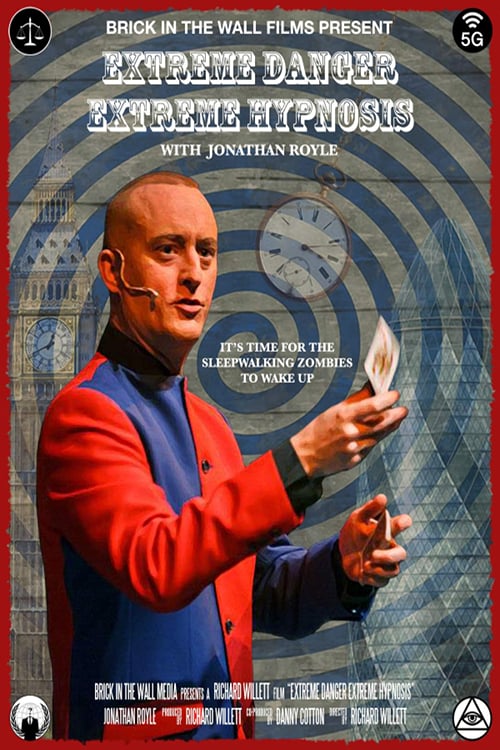 BRICK IN THE WALL FILMS PRESENT
5G
EXTREME DANGER
EXTREME HYPNOSIS
WITH JONATHAN ROYLE
IT'S TIME FOR THE
SLEEPWALKING ZOMBIES
TO WAKE UP
BRICK IN THE WALL MEDIA PRESENTS A RICHARD WILLETT FILM "EXTREME DANGER EXTREME HYPNOSIS"
JONATHAN ROYLE PRODUCED BY RICHARD WILLETT CO-PRODUCED BY DANNY COTTON DIRECTED BY RICHARD WILLETT